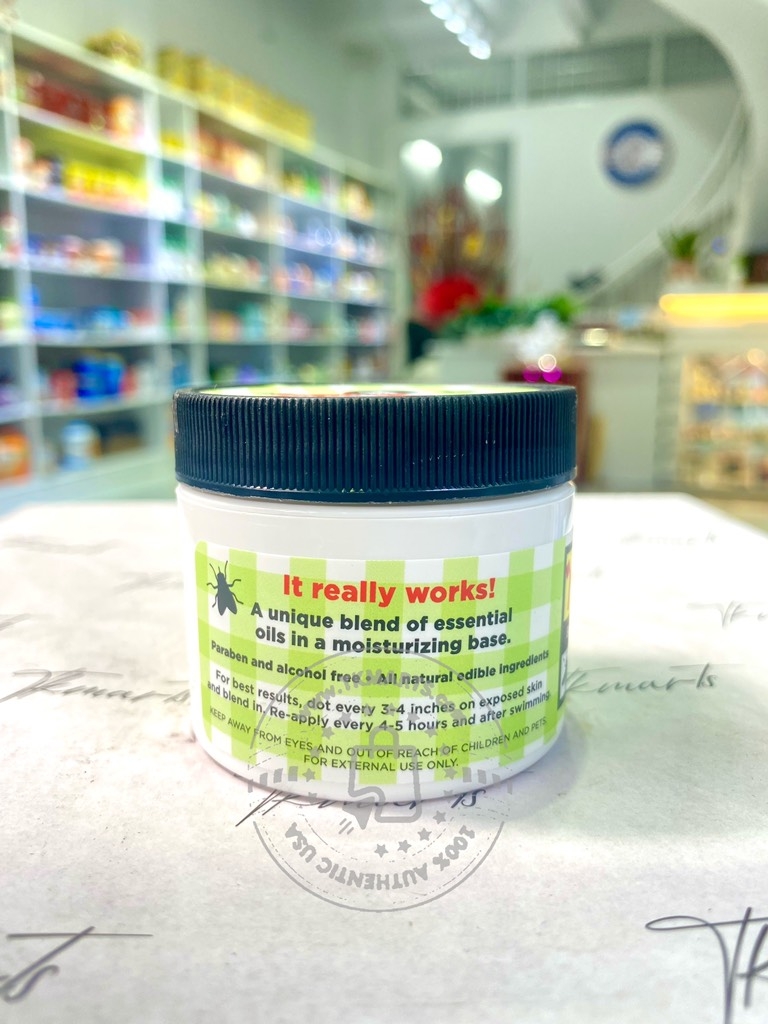 It really works!
A unique blend of essential
oils in a moisturizing base.
Paraben and alcohol free - All natural edible ingredients
For best results, dot every 3-4 inches on exposed skin
and blend in. Re-apply every 4-5 hours and after swimming.
KEEP AWAY FROM EYES AND OUT OF REACH OF CHILDREN AND PETS.
FOR EXTERNAL USE ONLY.
100% AUTHENTIC USA
Tkmarts
Tkmarts